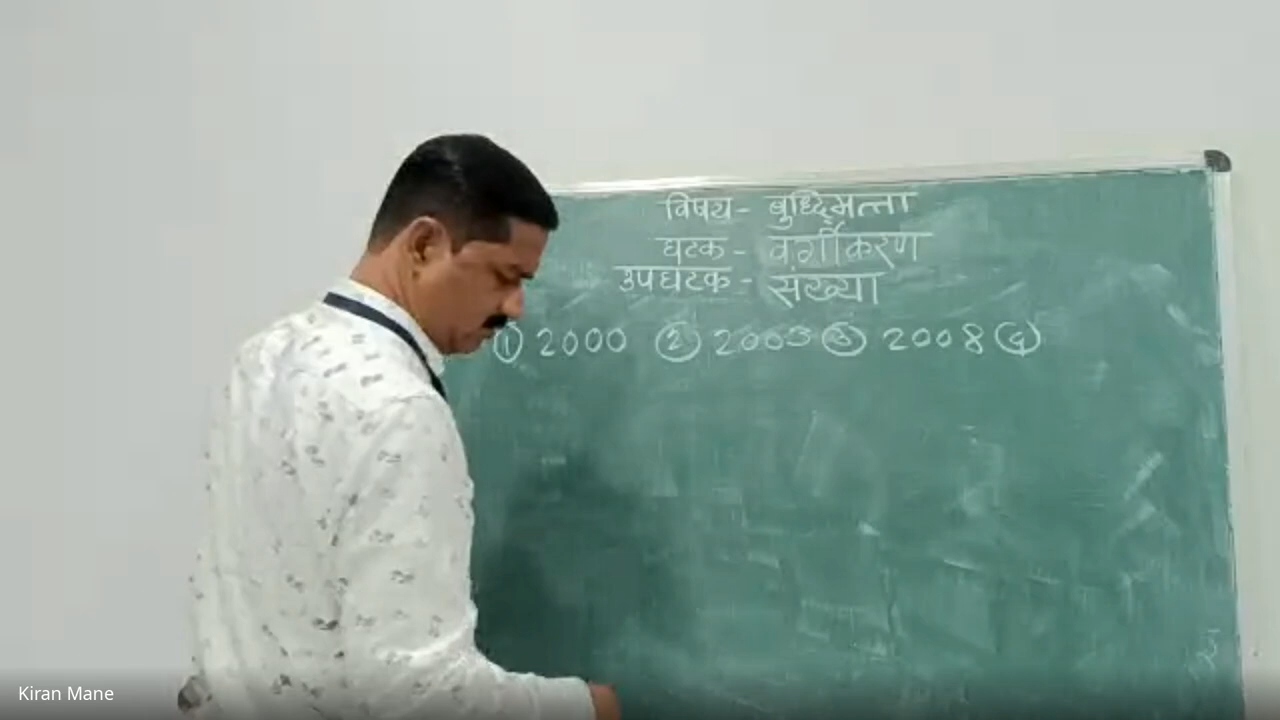 विषय - बुध्दिमत्ता
घटक - वर्गीकरण
उपघटक - संख्या
① 2000 ② 2003 ③ 2008 ④
Kiran Mane